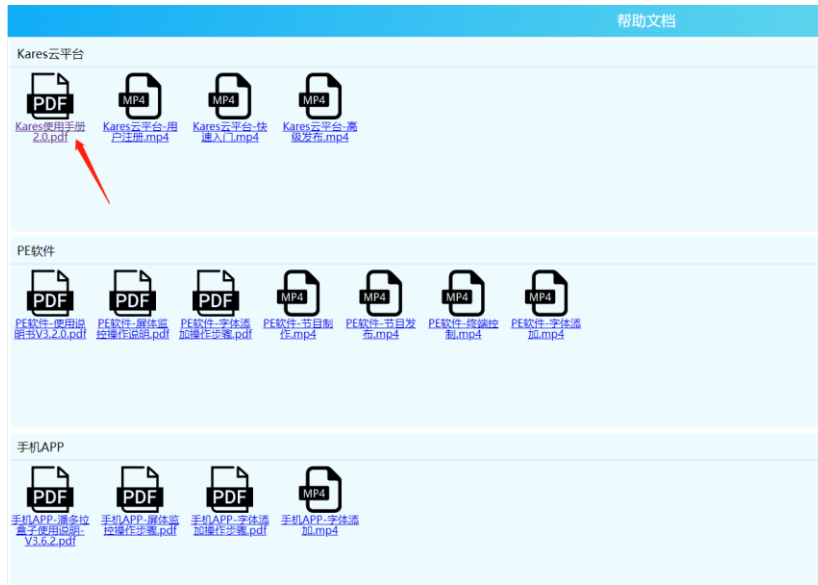 帮助文档
Kares云平台
PDF
MP4
MP4
MP4
Kares使用手册
2.0.pdf
Kares云平台-用
户注册.mp4
Kares云平台-快
速入门.mp4
Kares云平台-高
级发布.mp4
PE软件
PDF
PDF
PDF
MP4
MP4
MP4
MP4
PE软件-使用说
明书V3.2.0.pdf
PE软件-屏体监
控操作说明.pdf
PE软件-字体添
加操作步骤.pdf
PE软件-节目制
作.mp4
PE软件-节目发
布.mp4
PE软件-终端控
制.mp4
PE软件-字体添
加.mp4
手机APP
PDF
PDF
PDF
MP4
手机APP-潘多拉
盒子使用说明-
V3.6.2.pdf
手机APP-屏体监
控操作步骤.pdf
手机APP-字体添
加操作步骤.pdf
手机APP-字体添
加.mp4